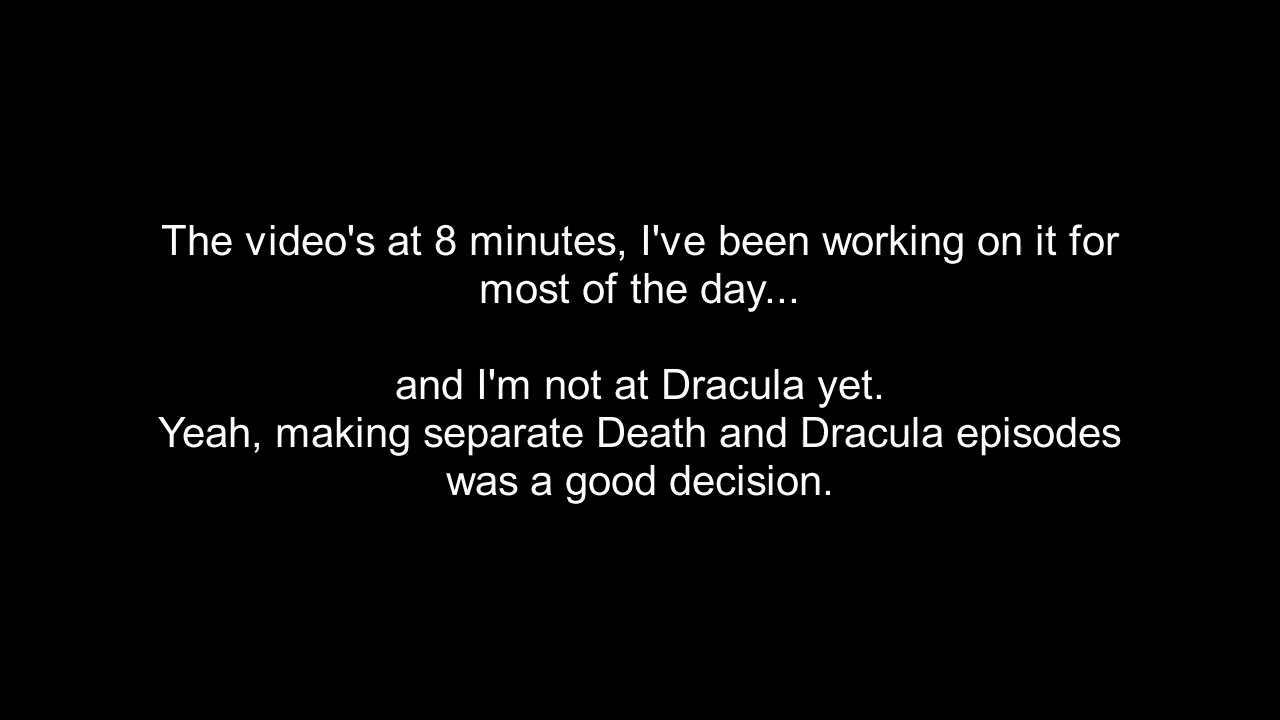 The video's at 8 minutes, I've been working on it for
most of the day...
and I'm not at Dracula yet.
Yeah, making separate Death and Dracula episodes
was a good decision.